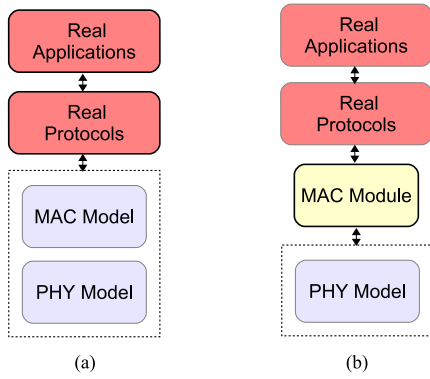 Real
Applications
Real
Protocols
MAC Model
PHY Model
(a)
Real
Applications
Real
Protocols
MAC Module
PHY Model
(b)